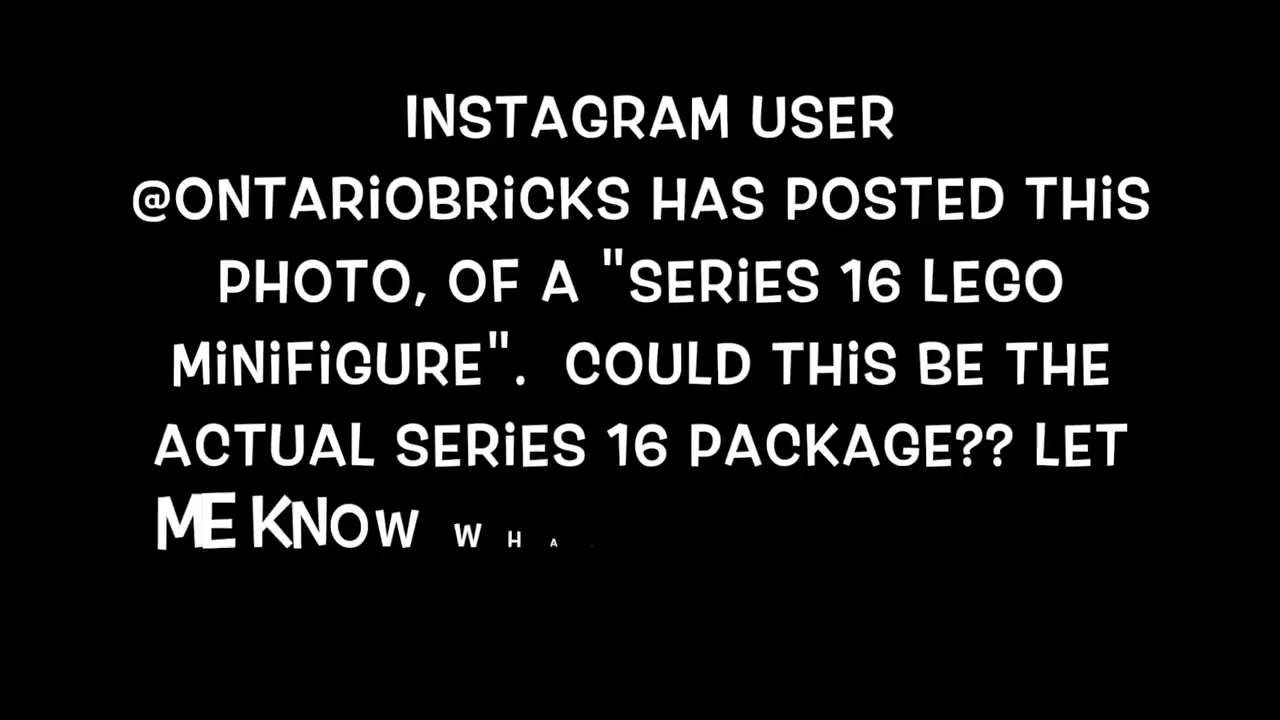 INSTAGRAM USER
@ONTARiOBRiCKS HAS POSTED THiS
PHOTO, OF A "SERiES 16 LEGO
MiNiFiGURE".  COULD THiS BE THE
ACTUAL SERiES 16 PACKAGE?? LET
ME KNOW WHA